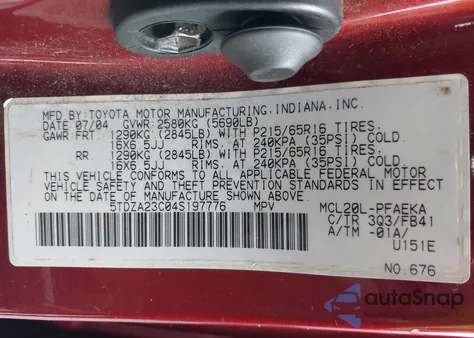 MFD. BY: TOYOTA MOTOR MANUFACTURING, INDIANA, INC.
DATE 07/04 GVWR: 2580KG (5690LB)
GAWR: FRT. 1290KG (2845LB) WITH P215/65R16 TIRES,
16X6.5JJ RIMS, AT 240KPA (35PSI) COLD
RR. 1290KG (2845LB) WITH P215/65R16 TIRES,
16X6.5JJ RIMS, AT 240KPA (35PSI) COLD
THIS VEHICLE CONFORMS TO ALL APPLICABLE FEDERAL MOTOR
VEHICLE SAFETY AND THEFT PREVENTION STANDARDS IN EFFECT
ON THE DATE OF MANUFACTURE SHOWN ABOVE.
5TDZA23C04S197776 MPV MCL20L-PFAEKA
C/TR 3Q3/FB41
A/TM -01A/
U151E
NO.676
autoSnap